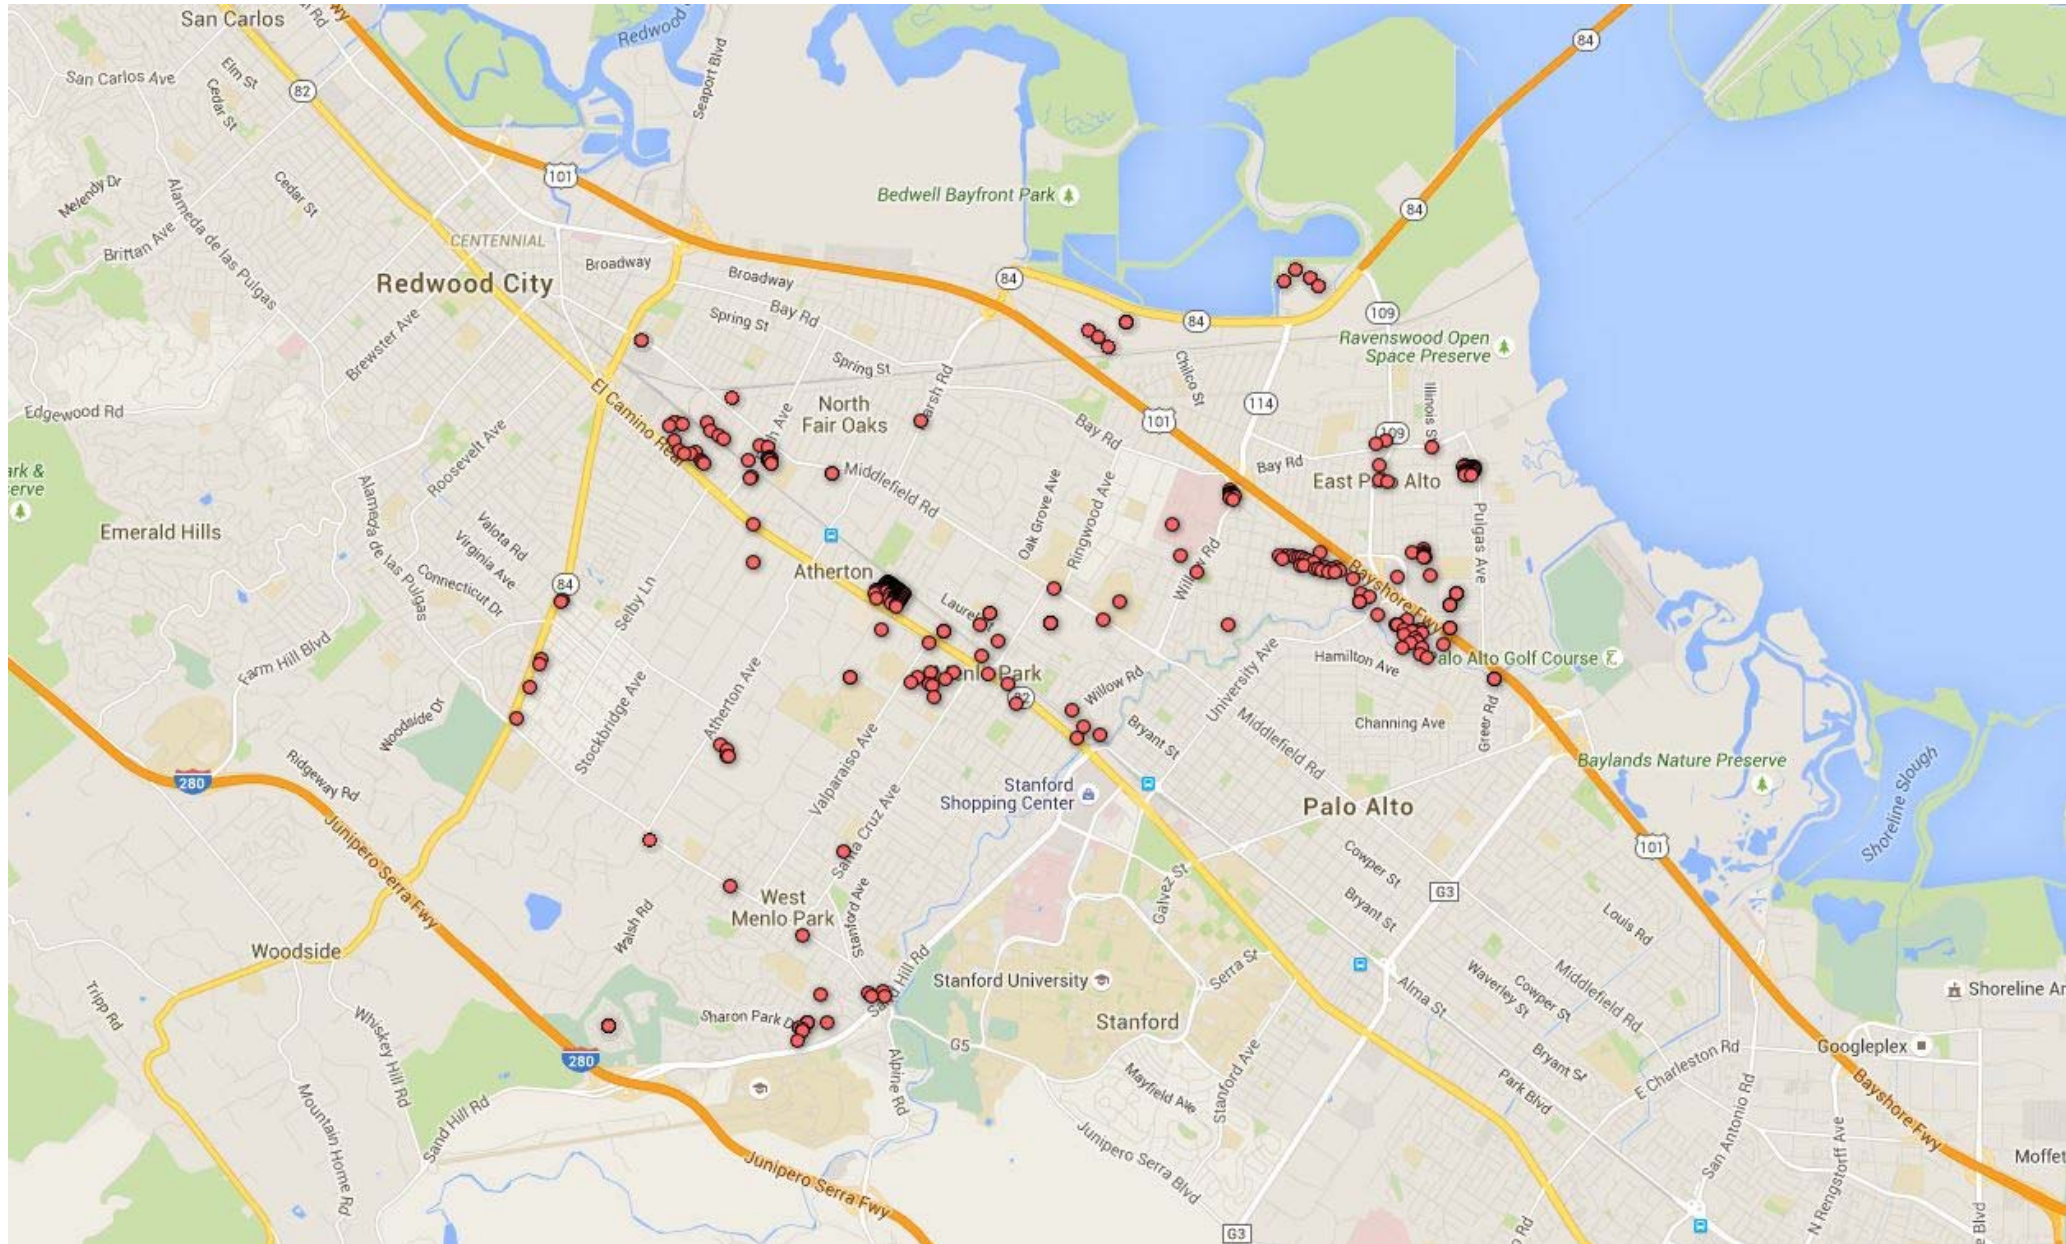 San Carlos
Redwood
Seaport Blvd
84
San Carlos Ave
Elm St
Cedar St
82
101
Melendy Dr
Cedar St
Brittan Ave
Alameda de las Pulgas
CENTENNIAL
Bedwell Bayfront Park
84
Broadway
Broadway
Redwood City
Bay Rd
Spring St
84
84
109
Ravenswood Open
Space Preserve
Brewster Ave
Spring St
Chilco St
Edgewood Rd
El Camino Real
North
Fair Oaks
114
101
Illinois St
109
Bay Rd
Bay Rd
Roosevelt Ave
Middlefield Rd
East Palo Alto
Emerald Hills
Valota Rd
Virginia Ave
Connecticut Dr
Alameda de las Pulgas
Oak Grove Ave
Ringwood Ave
Willow Rd
Pulgas Ave
84
Selby Ln
Atherton
Bayshore Fwy
Farm Hill Blvd
Hamilton Ave
Palo Alto Golf Course
Menlo Park
82
Willow Rd
University Ave
Woodside Dr
Stockbridge Ave
Atherton Ave
Valparaiso Ave
Bryant St
Middlefield Rd
Channing Ave
Greer Rd
280
Ridgeway Rd
Junipero Serra Fwy
Stanford
Shopping Center
Palo Alto
Baylands Nature Preserve
Shoreline Slough
Santa Cruz Ave
Cowper St
101
West
Menlo Park
Stanford Ave
Galvez St
G3
Bryant St
Louis Rd
Walsh Rd
Woodside
Sand Hill Rd
Stanford University
Serra St
Alma St
Waverley St
Cowper St
Middlefield Rd
Shoreline
Tripp Rd
Whiskey Hill Rd
Sharon Park
Stanford
280
G5
Googleplex
Bryant St
E Charleston Rd
Mountain Home Rd
Sand Hill Rd
Alpine Rd
Mayfield Ave
Stanford Ave
Park Blvd
San Antonio Rd
Bayshore Fwy
Junipero Serra Blvd
Junipero Serra Fwy
N Rengstorff Ave
Moffet
G3
Rd
Blvd